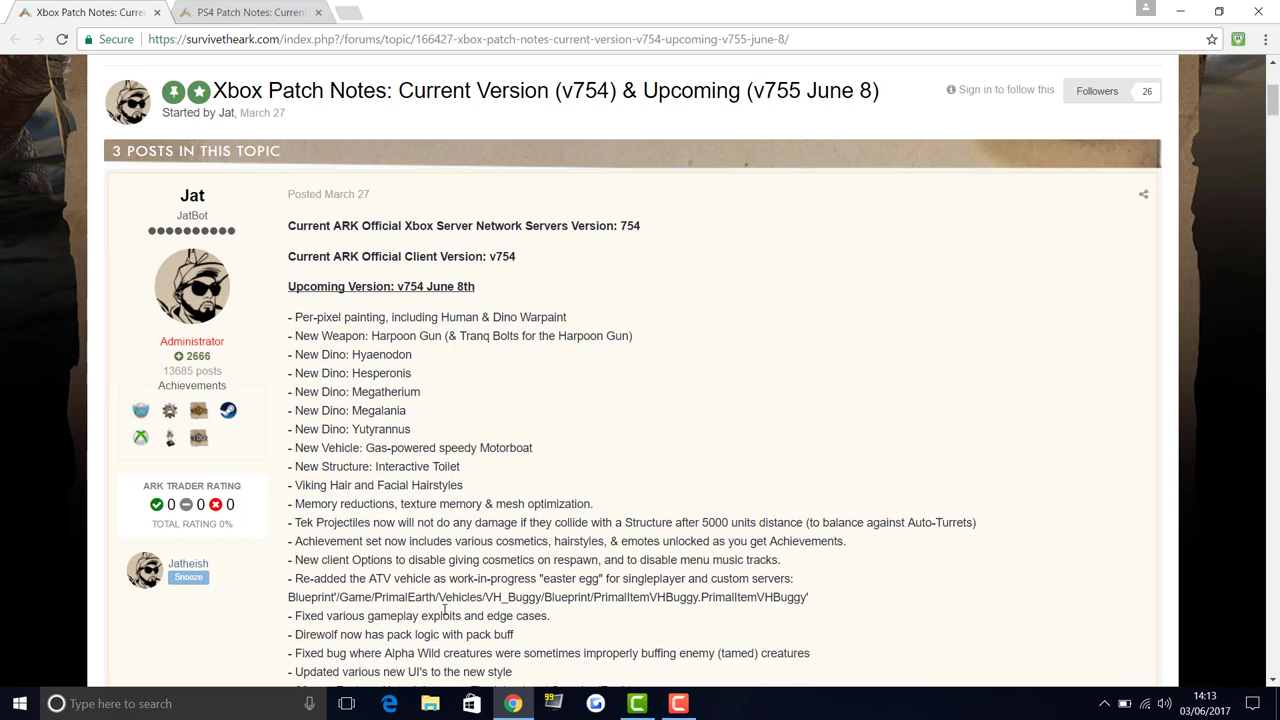 Xbox Patch Notes: Curre
PS4 Patch Notes: Current
Secure
https://survivetheark.com/index.php?/forums/topic/166427-xbox-patch-notes-current-version-v754-upcoming-v755-june-8/
Xbox Patch Notes: Current Version (v754) & Upcoming (v755 June 8)
Started by Jat, March 27
Sign in to follow this
Followers 26
3 POSTS IN THIS TOPIC
Jat
JatBot
Administrator
2666
13685 posts
Achievements
ARK TRADER RATING
0 0 0
TOTAL RATING 0%
Jatheish
Snooze
Posted March 27
Current ARK Official Xbox Server Network Servers Version: 754
Current ARK Official Client Version: v754
Upcoming Version: v754 June 8th
- Per-pixel painting, including Human & Dino Warpaint
- New Weapon: Harpoon Gun (& Tranq Bolts for the Harpoon Gun)
- New Dino: Hyaenodon
- New Dino: Hesperonis
- New Dino: Megatherium
- New Dino: Megalania
- New Dino: Yutyrannus
- New Vehicle: Gas-powered speedy Motorboat
- New Structure: Interactive Toilet
- Viking Hair and Facial Hairstyles
- Memory reductions, texture memory & mesh optimization.
- Tek Projectiles now will not do any damage if they collide with a Structure after 5000 units distance (to balance against Auto-Turrets)
- Achievement set now includes various cosmetics, hairstyles, & emotes unlocked as you get Achievements.
- New client Options to disable giving cosmetics on respawn, and to disable menu music tracks.
- Re-added the ATV vehicle as work-in-progress "easter egg" for singleplayer and custom servers:
Blueprint'/Game/PrimalEarth/Vehicles/VH_Buggy/Blueprint/PrimalItemVHBuggy.PrimalItemVHBuggy'
- Fixed various gameplay exploits and edge cases.
- Direwolf now has pack logic with pack buff
- Fixed bug where Alpha Wild creatures were sometimes improperly buffing enemy (tamed) creatures
- Updated various new UI's to the new style
Type here to search
99
14:13
03/06/2017